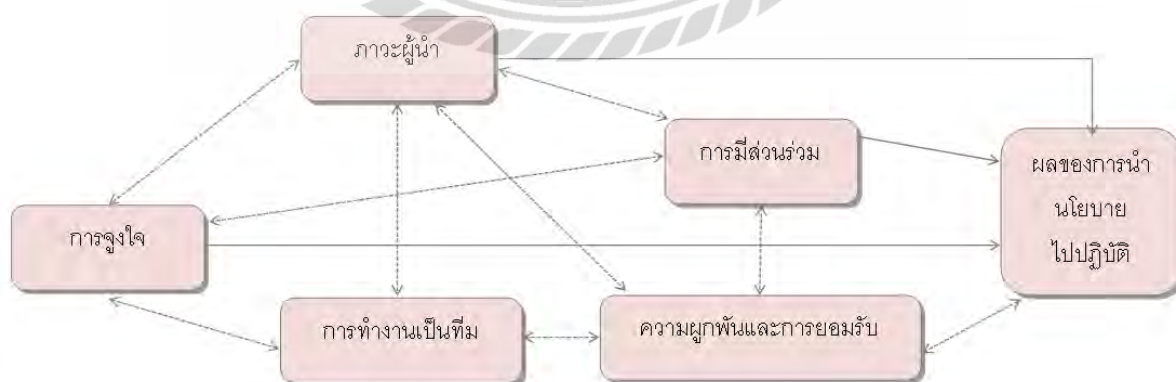 ภาวะผู้นำ
การมีส่วนร่วม
ผลของการนำ
นโยบาย
ไปปฏิบัติ
การจูงใจ
การทำงานเป็นทีม
ความผูกพันและการยอมรับ